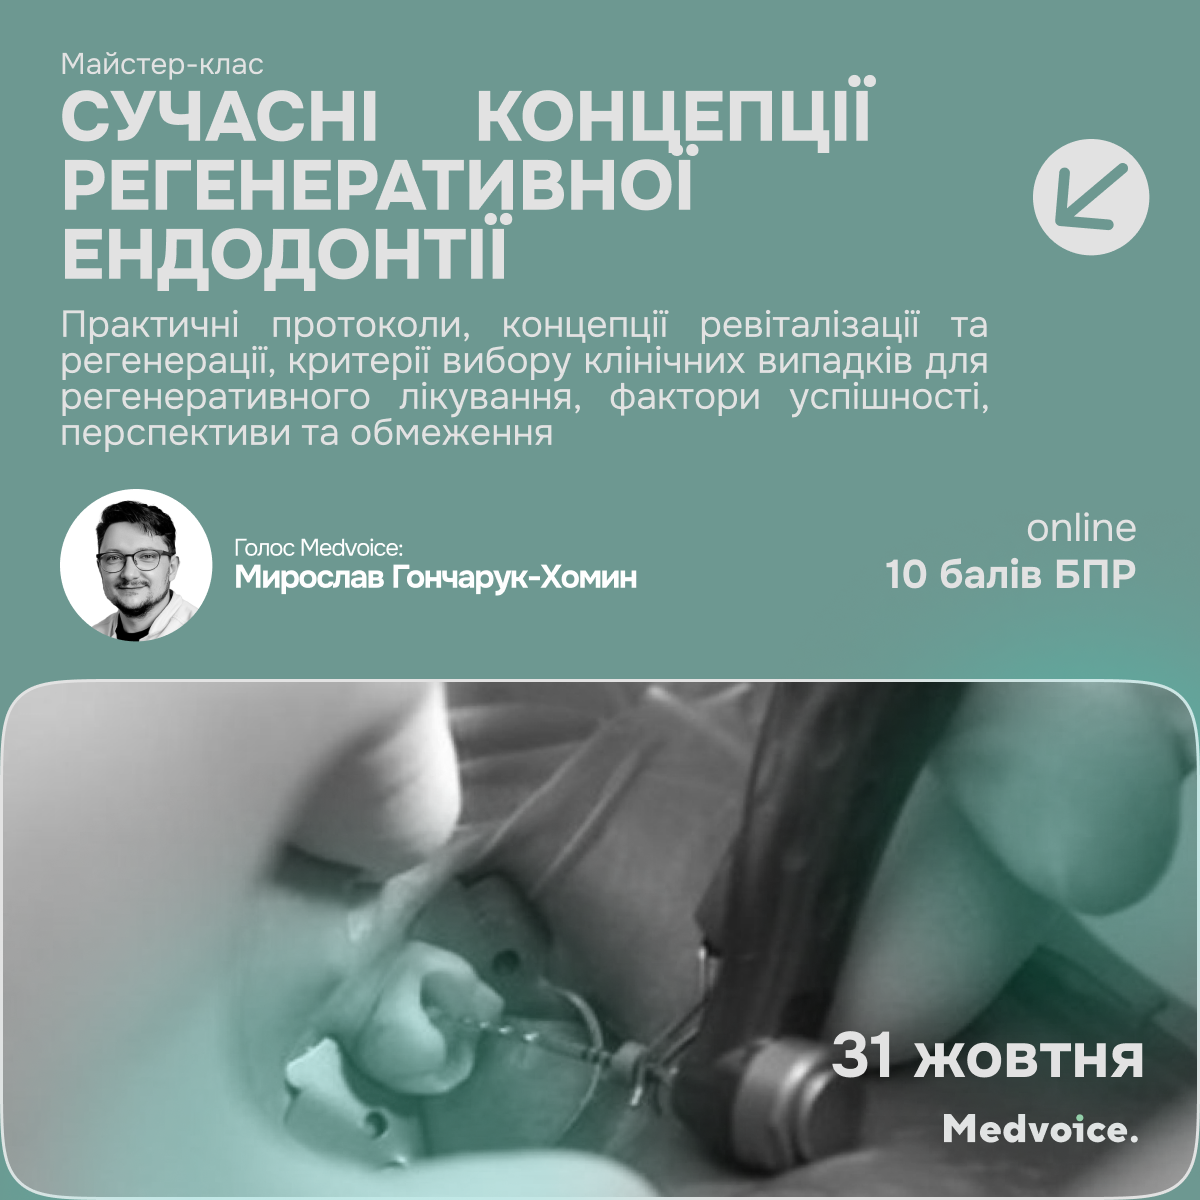 Майстер-клас
СУЧАСНІ КОНЦЕПЦІЇ
РЕГЕНЕРАТИВНОЇ
ЕНДОДОНТІЇ
Практичні протоколи, концепції ревіталізації та
регенерації, критерії вибору клінічних випадків для
регенеративного лікування, фактори успішності,
перспективи та обмеження
Голос Medvoice:
Мирослав Гончарук-Хомин
online
10 балів БПР
31 жовтня
Medvoice.